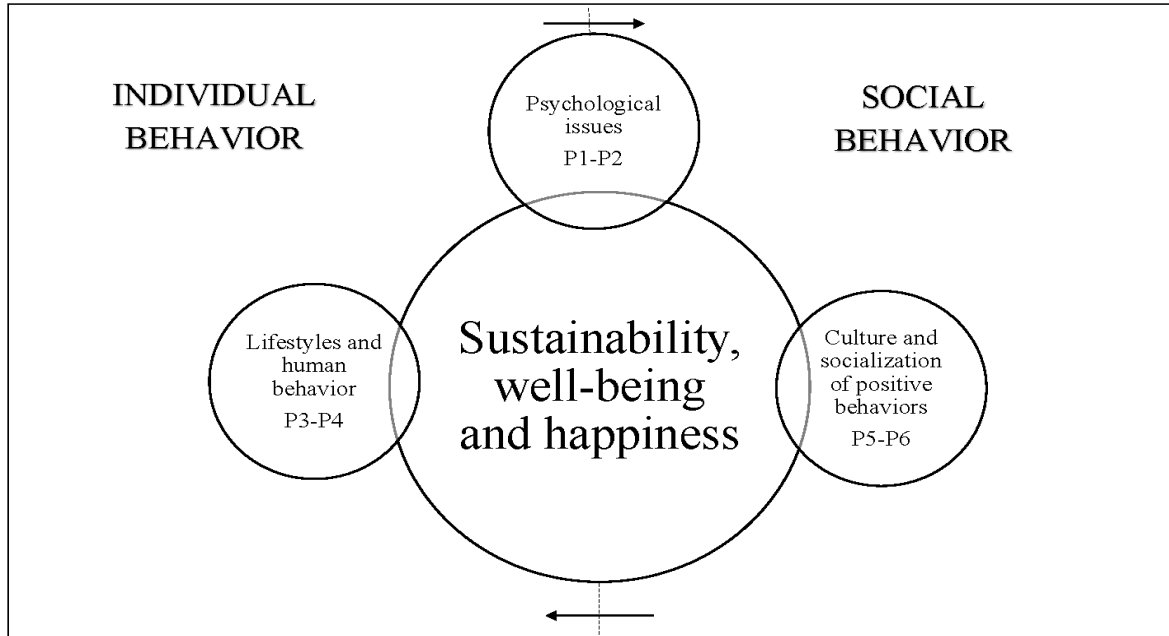 INDIVIDUAL
BEHAVIOR
SOCIAL
BEHAVIOR
Psychological
issues
P1-P2
Lifestyles and
human
behavior
P3-P4
Sustainability,
well-being
and happiness
Culture and
socialization
of positive
behaviors
P5-P6